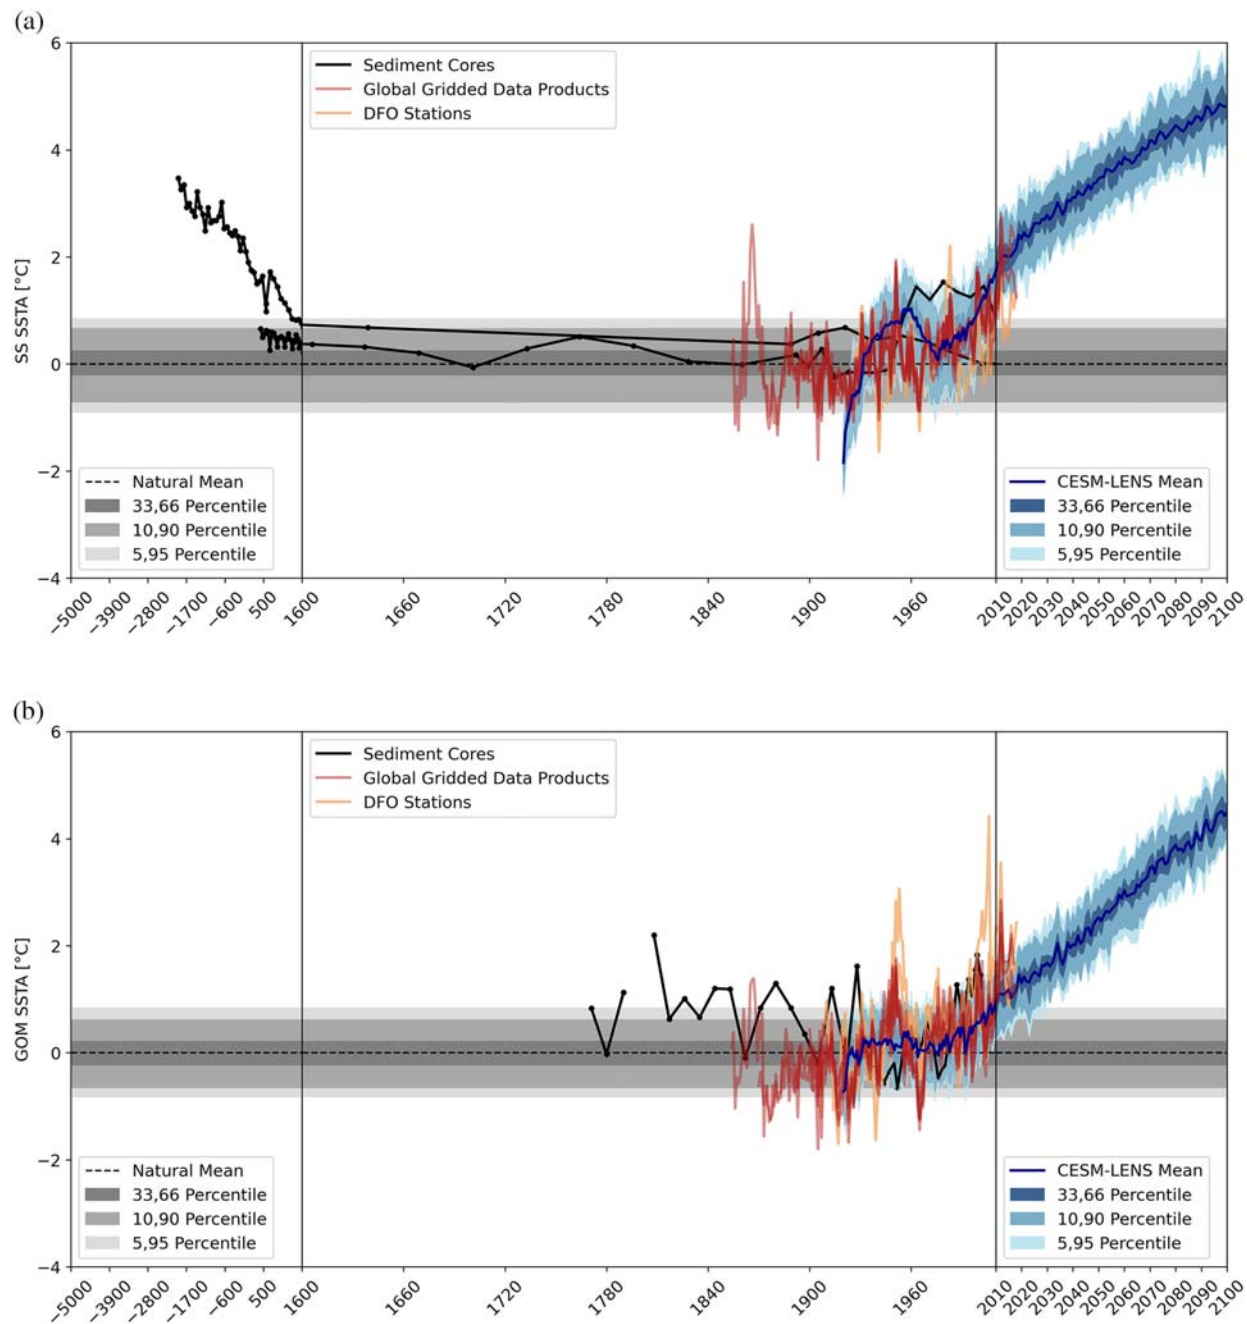 (a)
6
4
2
0
−2
−4
SS SSTA [°C]
Sediment Cores
Global Gridded Data Products
DFO Stations
Natural Mean
33,66 Percentile
10,90 Percentile
5,95 Percentile
CESM-LENS Mean
33,66 Percentile
10,90 Percentile
5,95 Percentile
−5000 −3900 −2800 −1700 −600 500 1600 1660 1720 1780 1840 1900 1960 2010 2020 2030 2040 2050 2060 2070 2080 2090 2100
(b)
6
4
2
0
−2
−4
GOM SSTA [°C]
Sediment Cores
Global Gridded Data Products
DFO Stations
Natural Mean
33,66 Percentile
10,90 Percentile
5,95 Percentile
CESM-LENS Mean
33,66 Percentile
10,90 Percentile
5,95 Percentile
−5000 −3900 −2800 −1700 −600 500 1600 1660 1720 1780 1840 1900 1960 2010 2020 2030 2040 2050 2060 2070 2080 2090 2100